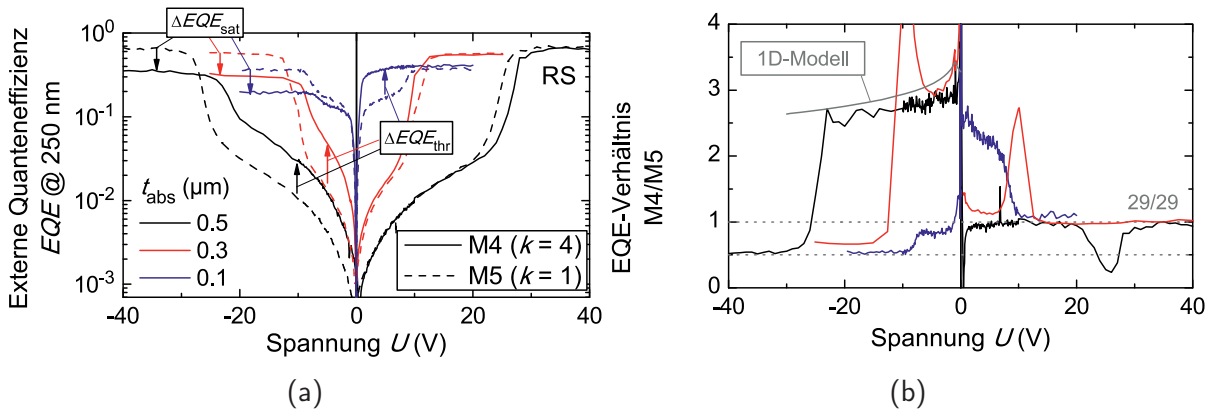 Externe Quanteneffizienz
EQE @ 250 nm
10⁰
10⁻¹
10⁻²
10⁻³
ΔEQE_sat
RS
ΔEQE_thr
t_abs (µm)
0.5
0.3
0.1
M4 (k = 4)
M5 (k = 1)
-40
-20
0
20
40
Spannung U (V)
(a)
EQE-Verhältnis
M4/M5
4
3
2
1
0
1D-Modell
29/29
-40
-20
0
20
40
Spannung U (V)
(b)